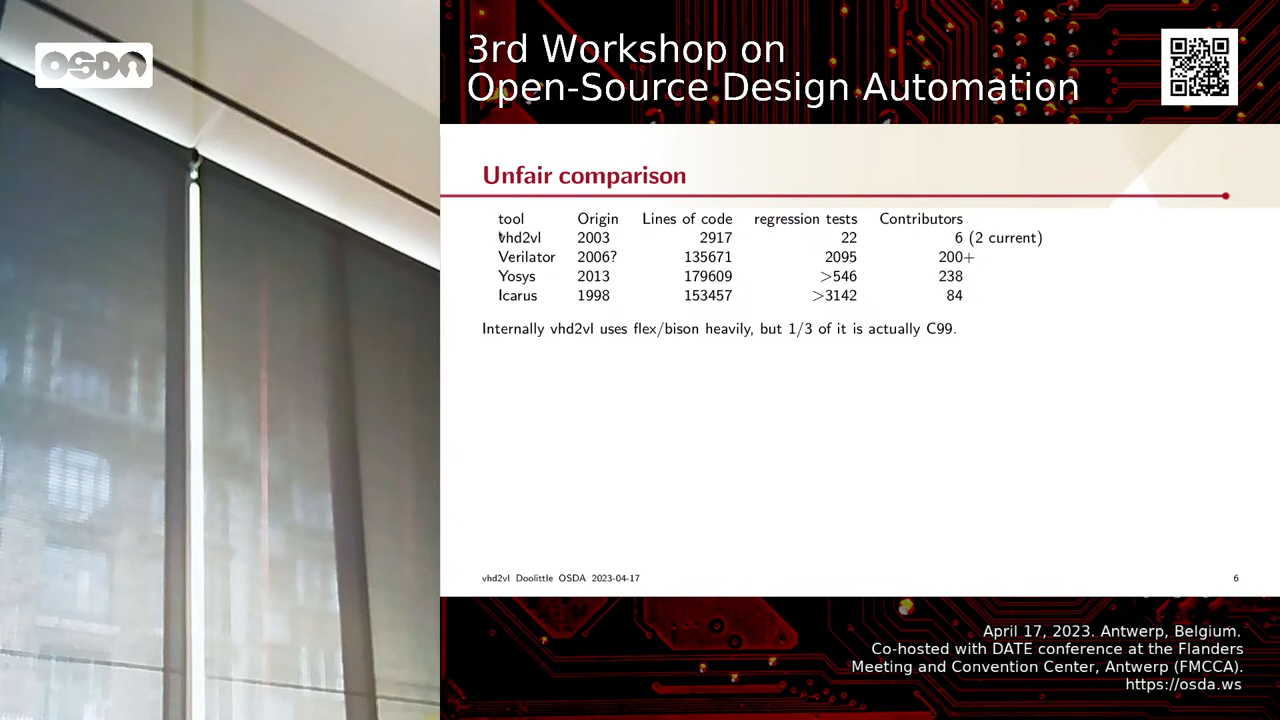 OSDA
3rd Workshop on
Open-Source Design Automation
Unfair comparison
tool Origin Lines of code regression tests Contributors
vhd2vl 2003 2917 22 6 (2 current)
Verilator 2006? 135671 2095 200+
Yosys 2013 179609 >546 238
Icarus 1998 153457 >3142 84
Internally vhd2vl uses flex/bison heavily, but 1/3 of it is actually C99.
vhd2vl Doolittle OSDA 2023-04-17 6
April 17, 2023. Antwerp, Belgium.
Co-hosted with DATE conference at the Flanders
Meeting and Convention Center, Antwerp (FMCCA).
https://osda.ws